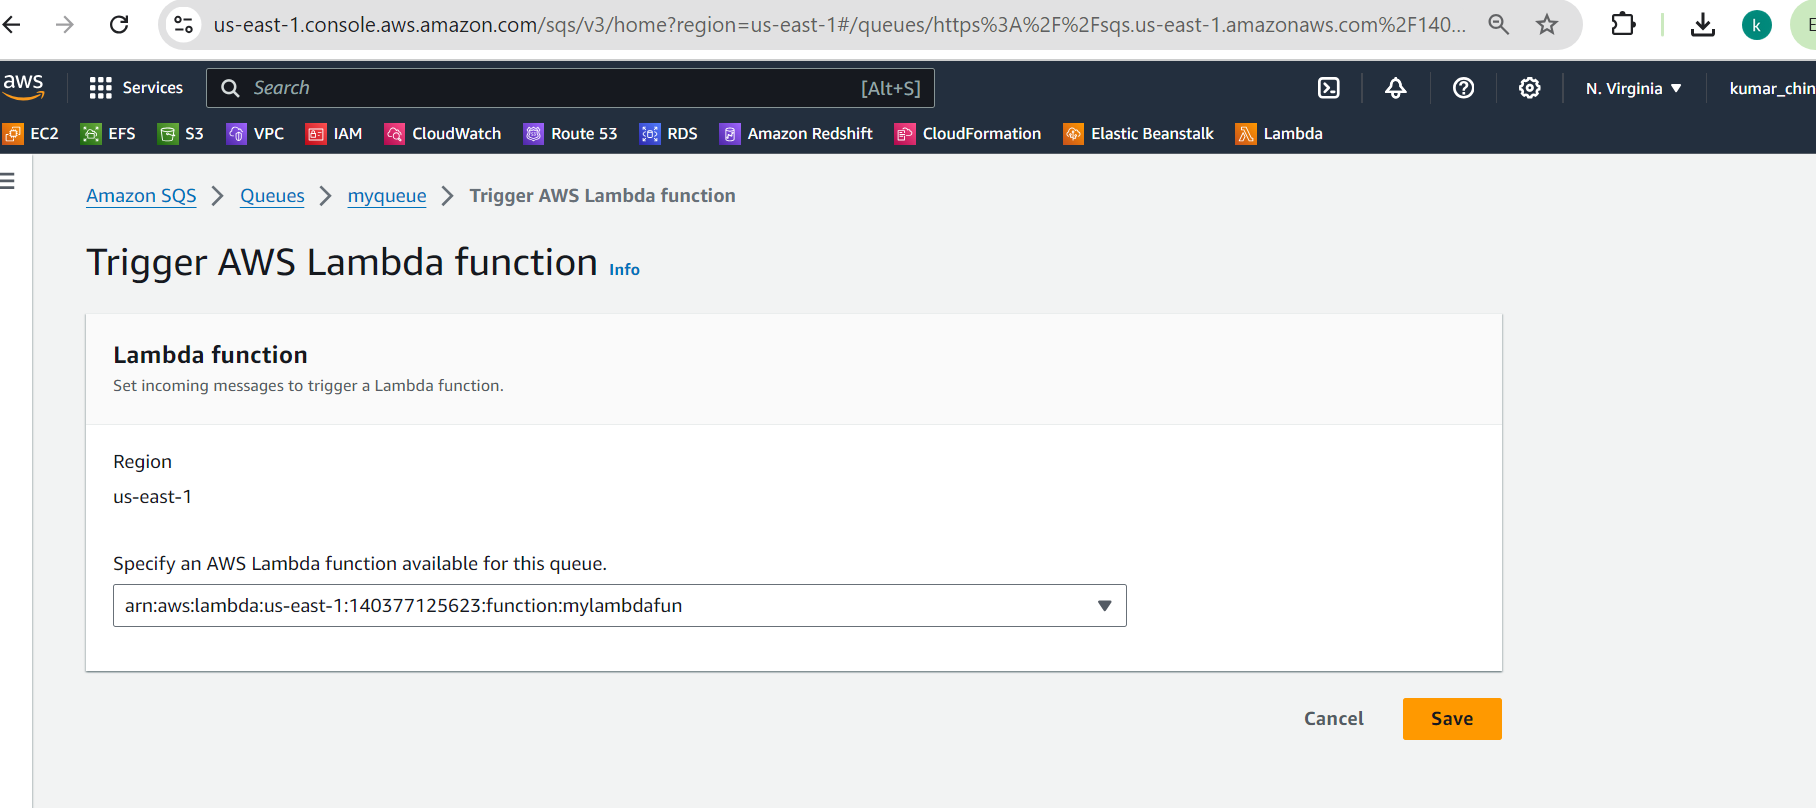 us-east-1.console.aws.amazon.com/sqs/v3/home?region=us-east-1#/queues/https%3A%2F%2Fsqs.us-east-1.amazonaws.com%2F140...
k
E
aws
Services
Search
[Alt+S]
N. Virginia
kumar_chin
EC2 EFS S3 VPC IAM CloudWatch Route 53 RDS Amazon Redshift CloudFormation Elastic Beanstalk Lambda
Amazon SQS > Queues > myqueue > Trigger AWS Lambda function
Trigger AWS Lambda function Info
Lambda function
Set incoming messages to trigger a Lambda function.
Region
us-east-1
Specify an AWS Lambda function available for this queue.
arn:aws:lambda:us-east-1:140377125623:function:mylambdafun
Cancel
Save